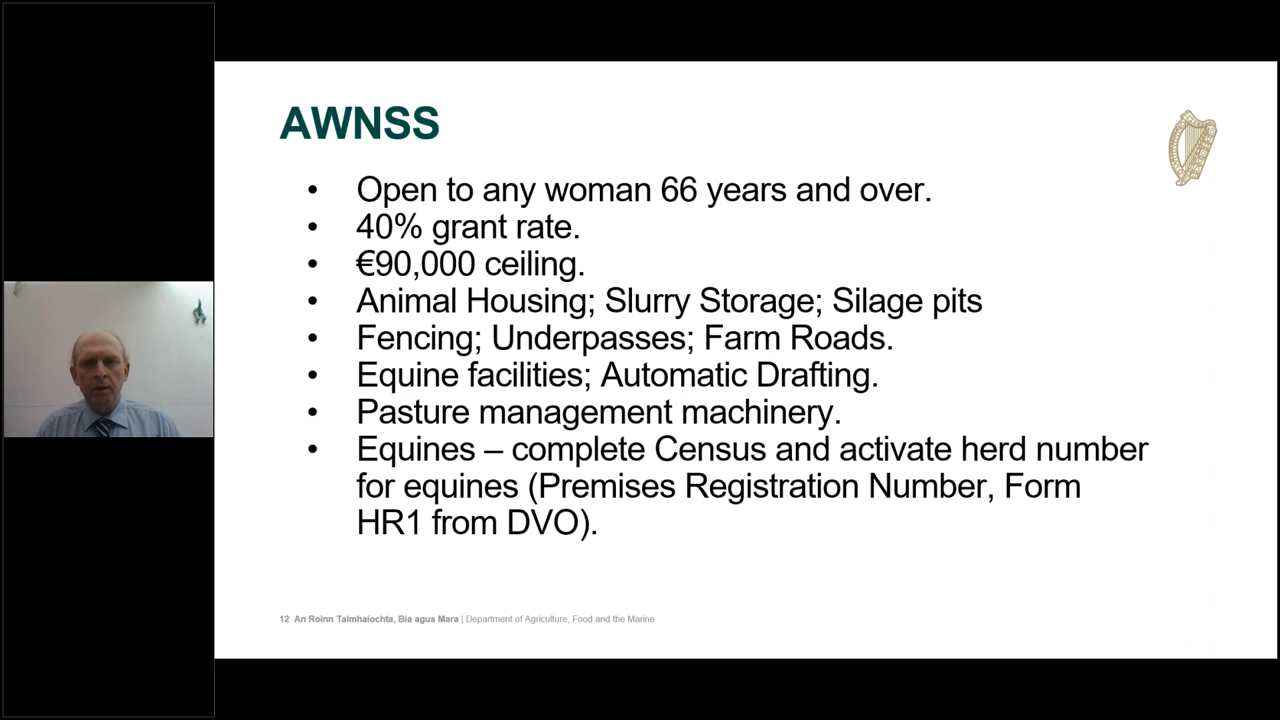 AWNSS
• Open to any woman 66 years and over.
• 40% grant rate.
• €90,000 ceiling.
• Animal Housing; Slurry Storage; Silage pits
• Fencing; Underpasses; Farm Roads.
• Equine facilities; Automatic Drafting.
• Pasture management machinery.
• Equines – complete Census and activate herd number
for equines (Premises Registration Number, Form
HR1 from DVO).
12 An Roinn Talmhaíochta, Bia agus Mara | Department of Agriculture, Food and the Marine